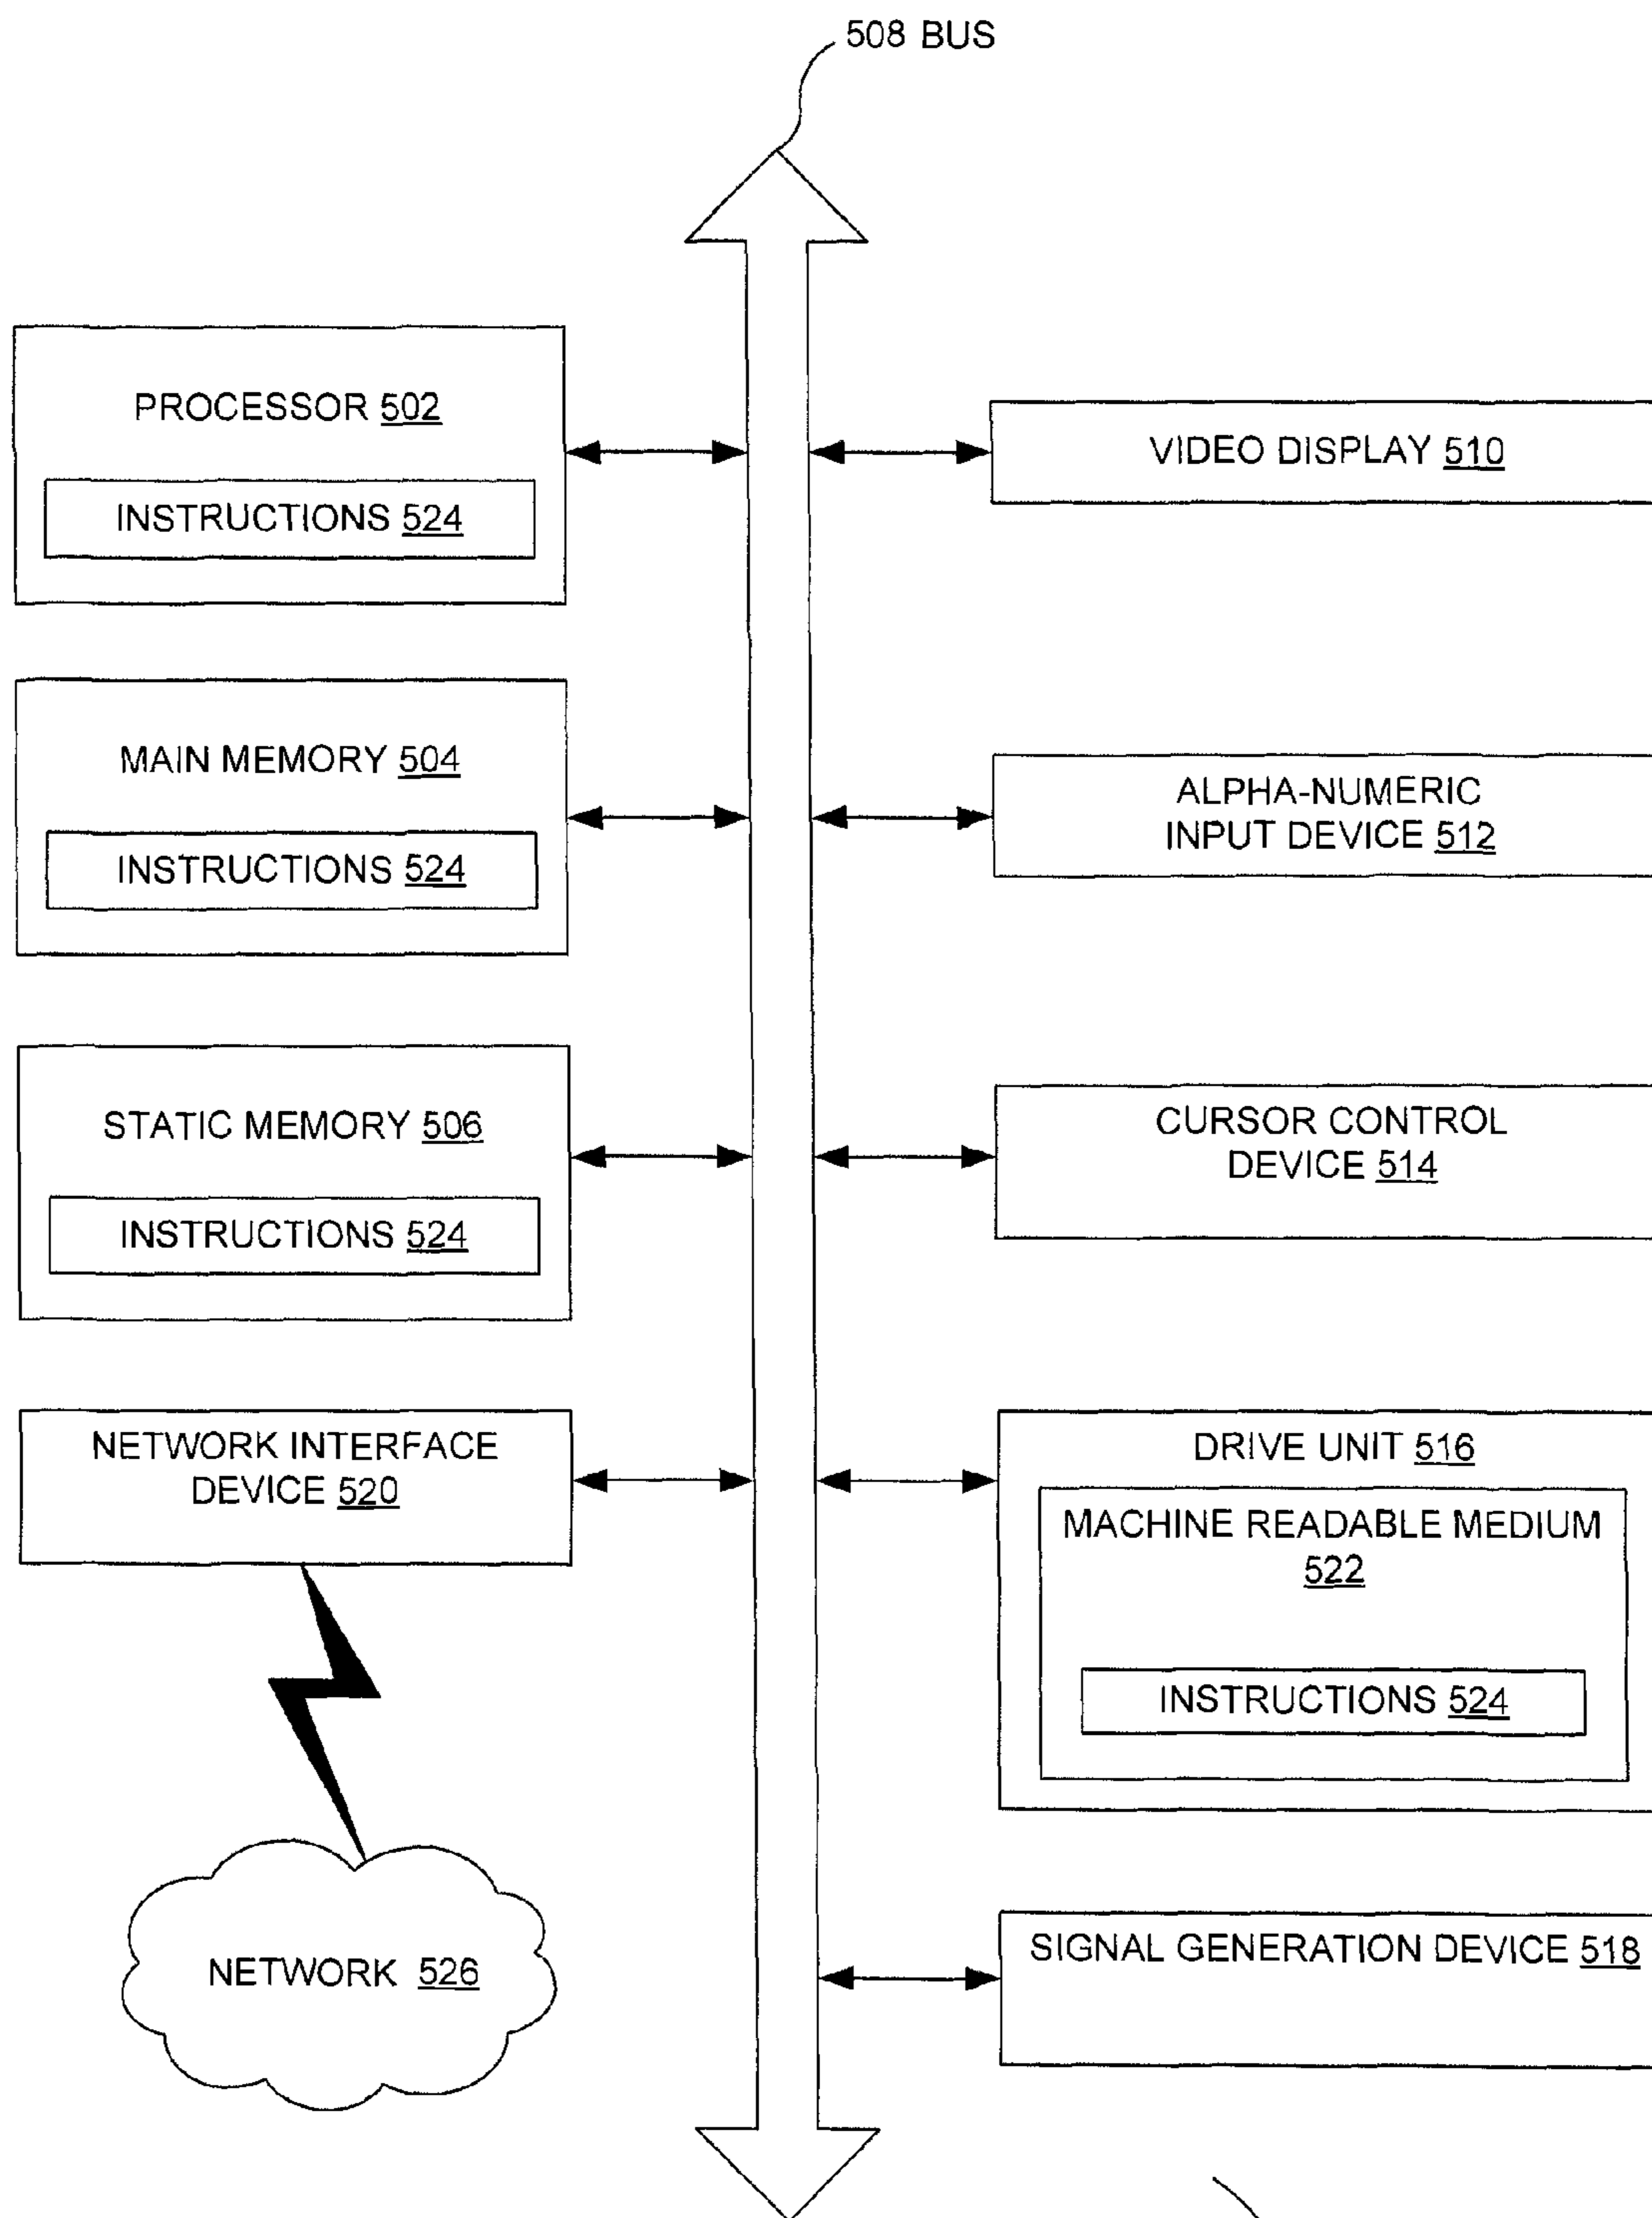 508 BUS
PROCESSOR 502
INSTRUCTIONS 524
VIDEO DISPLAY 510
MAIN MEMORY 504
INSTRUCTIONS 524
ALPHA-NUMERIC
INPUT DEVICE 512
STATIC MEMORY 506
INSTRUCTIONS 524
CURSOR CONTROL
DEVICE 514
NETWORK INTERFACE
DEVICE 520
DRIVE UNIT 516
MACHINE READABLE MEDIUM
522
INSTRUCTIONS 524
NETWORK 526
SIGNAL GENERATION DEVICE 518